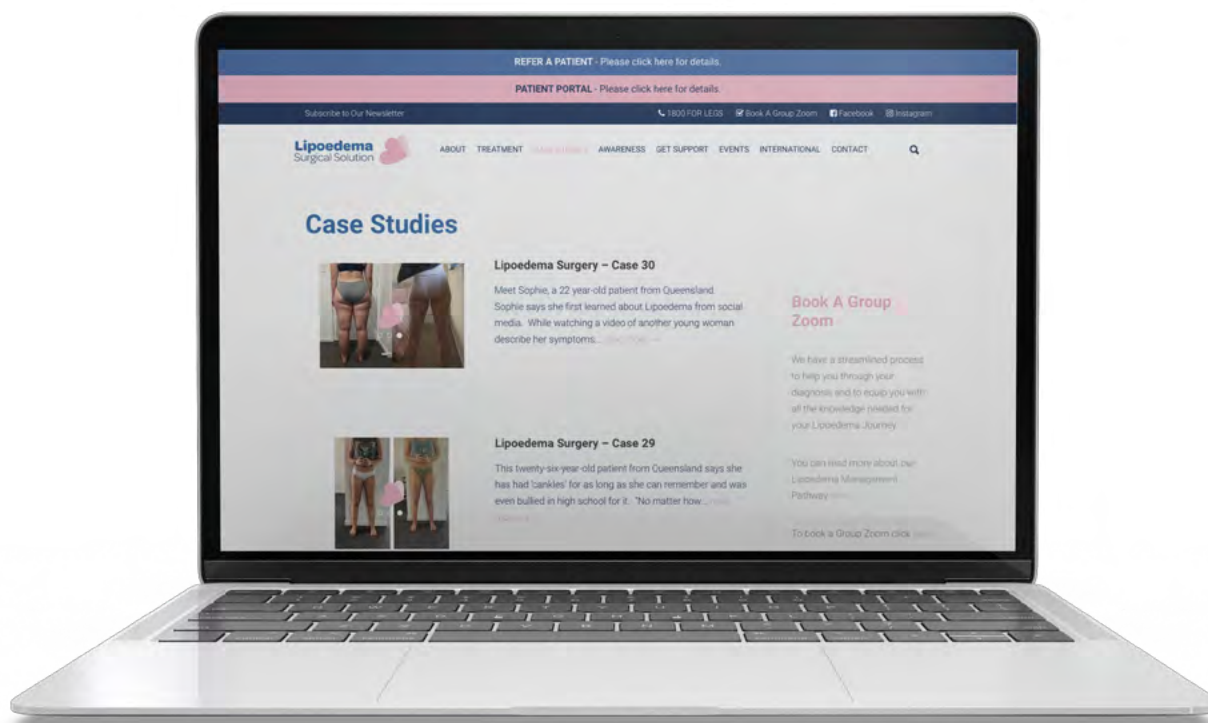 REFER A PATIENT - Please click here for details.
PATIENT PORTAL - Please click here for details.
Subscribe to Our Newsletter
1800 FOR LEGS
Book A Group Zoom
Facebook
Instagram
Lipoedema
Surgical Solution
ABOUT
TREATMENT
CASE STUDIES
AWARENESS
GET SUPPORT
EVENTS
INTERNATIONAL
CONTACT
Case Studies
Lipoedema Surgery – Case 30
Meet Sophie, a 22 year-old patient from Queensland
Sophie says she first learned about Lipoedema from social
media. While watching a video of another young woman
describe her symptoms...
Lipoedema Surgery – Case 29
This twenty-six-year-old patient from Queensland says she
has had 'cankles' for as long as she can remember and was
even bullied in high school for it. "No matter how...
Book A Group
Zoom
We have a streamlined process
to help you through your
diagnosis and to equip you with
all the knowledge needed for
your Lipoedema Journey.
You can read more about our
Lipoedema Management
Pathway
To book a Group Zoom click